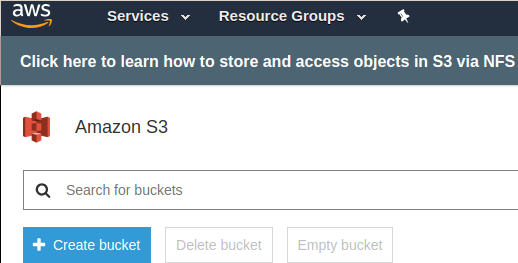 aws
Services Resource Groups
Click here to learn how to store and access objects in S3 via NFS
Amazon S3
Search for buckets
Create bucket Delete bucket Empty bucket